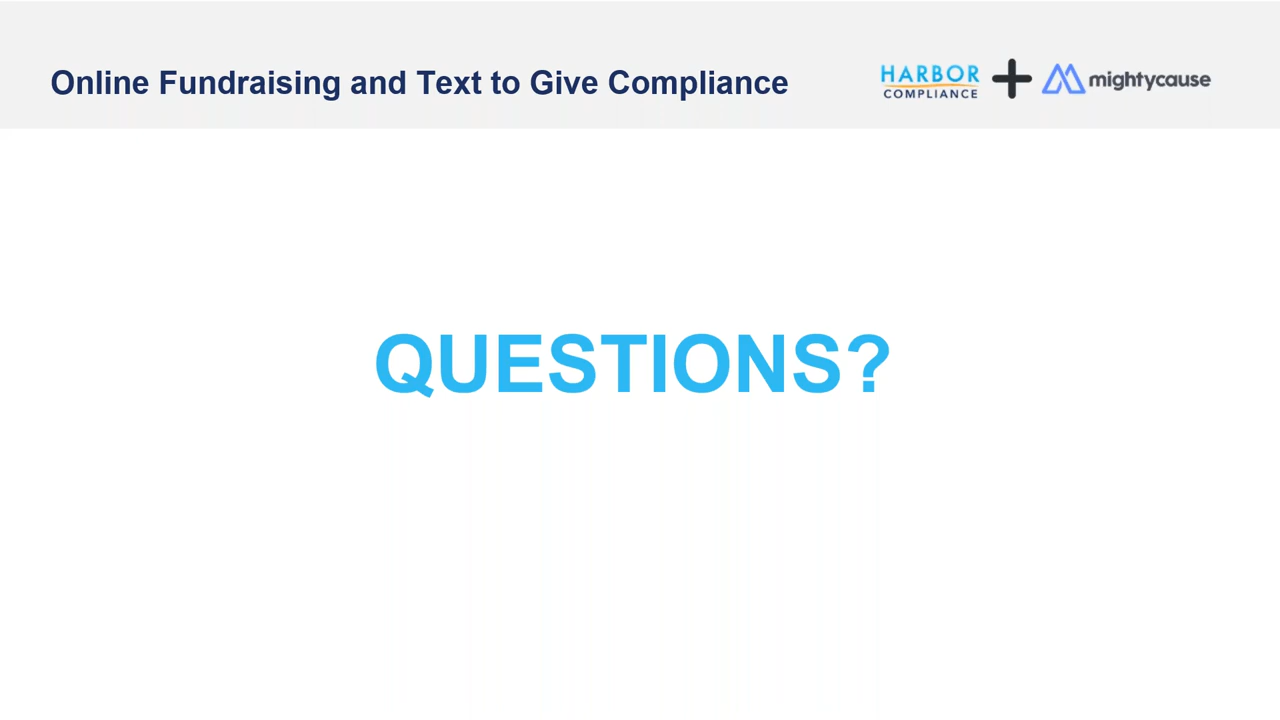 Online Fundraising and Text to Give Compliance
HARBOR
COMPLIANCE
mightycause
QUESTIONS?